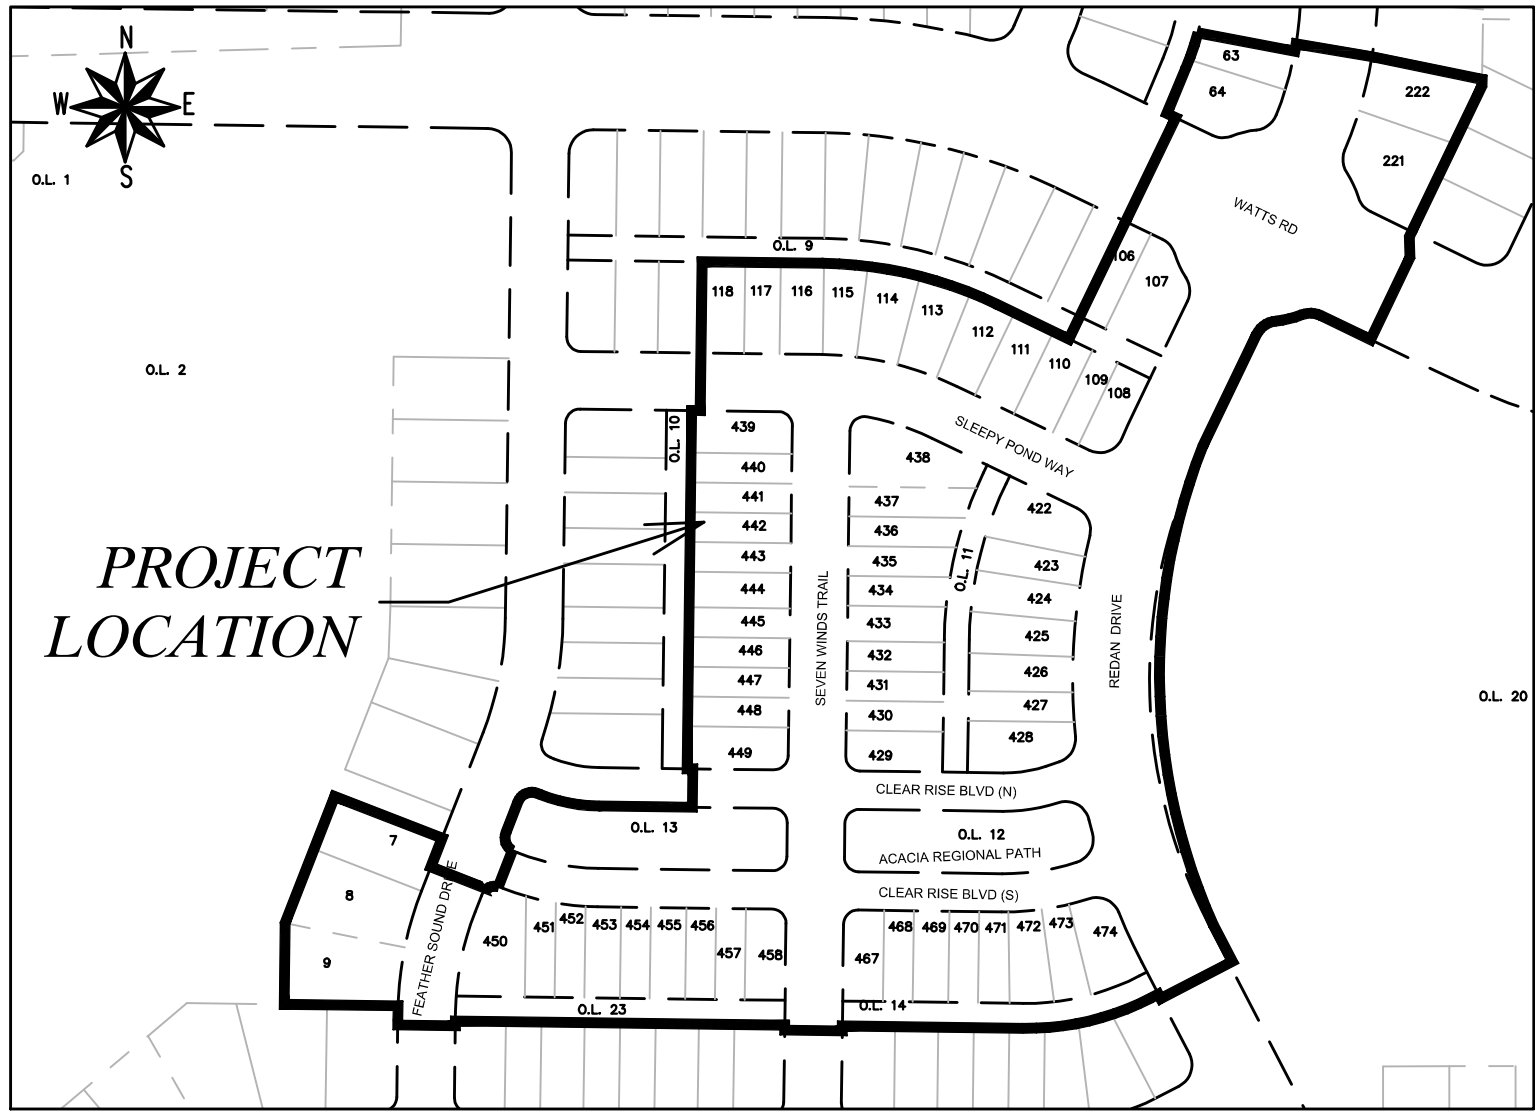 N
W E
S
63
64
222
221
O.L. 1
WATTS RD
O.L. 9
106
107
118 117 116 115 114 113 112 111 110 109 108
O.L. 2
O.L. 10
439
440
441
442
443
444
445
446
447
448
449
SLEEPY POND WAY
438
437
436
435
434
433
432
431
430
429
O.L. 11
422
423
424
425
426
427
428
PROJECT
LOCATION
SEVEN WINDS TRAIL
REDAN DRIVE
O.L. 20
CLEAR RISE BLVD (N)
O.L. 13
O.L. 12
ACACIA REGIONAL PATH
CLEAR RISE BLVD (S)
7
8
9
FEATHER SOUND DRIVE
450 451 452 453 454 455 456 457 458
467 468 469 470 471 472 473 474
O.L. 23
O.L. 14